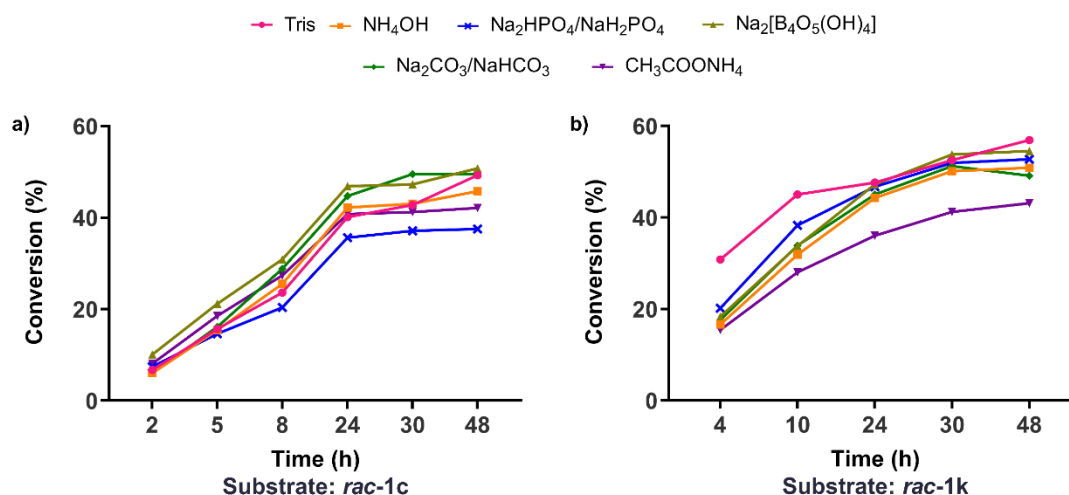 Tris NH₄OH Na₂HPO₄/NaH₂PO₄ Na₂[B₄O₅(OH)₄]
Na₂CO₃/NaHCO₃ CH₃COONH₄
a)
Conversion (%)
60
40
20
0
2 5 8 24 30 48
Time (h)
Substrate: rac-1c
b)
Conversion (%)
60
40
20
0
4 10 24 30 48
Time (h)
Substrate: rac-1k